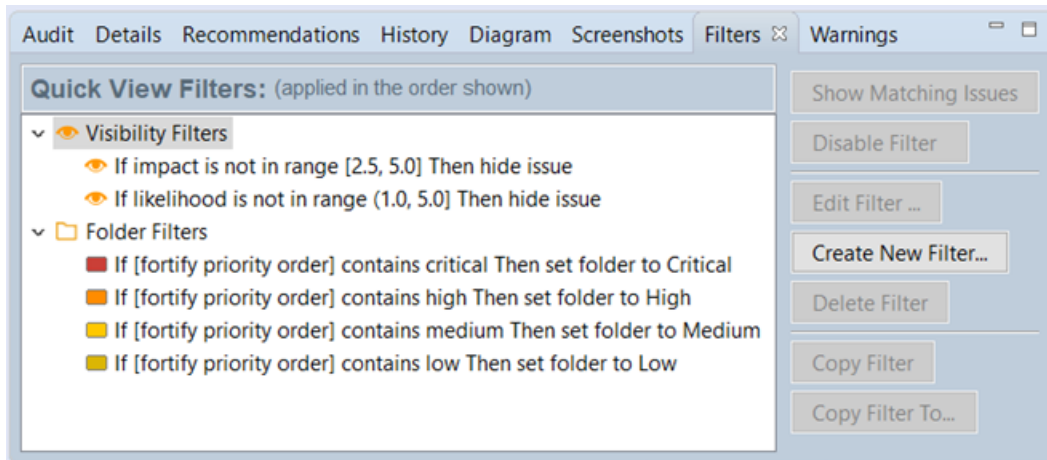 Audit Details Recommendations History Diagram Screenshots Filters Warnings
Quick View Filters: (applied in the order shown)
Visibility Filters
If impact is not in range [2.5, 5.0] Then hide issue
If likelihood is not in range (1.0, 5.0] Then hide issue
Folder Filters
If [fortify priority order] contains critical Then set folder to Critical
If [fortify priority order] contains high Then set folder to High
If [fortify priority order] contains medium Then set folder to Medium
If [fortify priority order] contains low Then set folder to Low
Show Matching Issues
Disable Filter
Edit Filter ...
Create New Filter...
Delete Filter
Copy Filter
Copy Filter To...